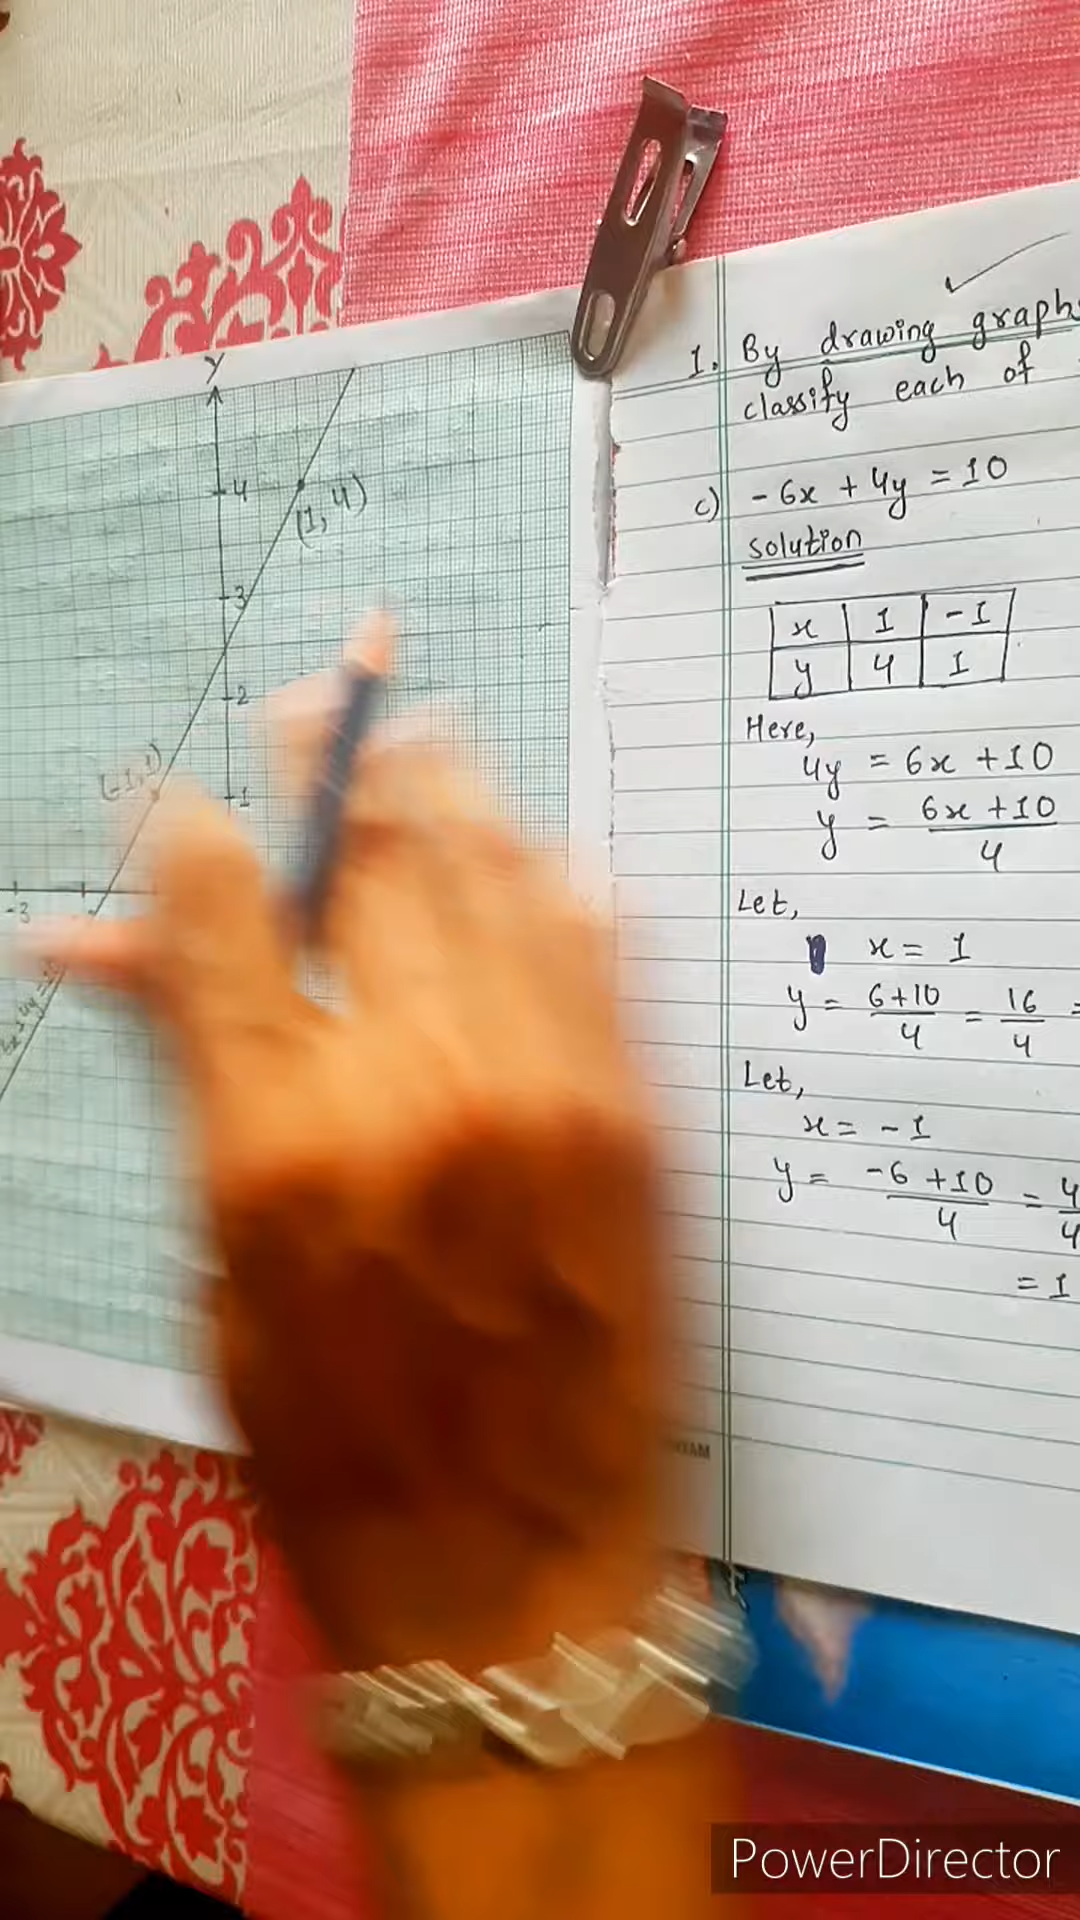 Y
4
(1, 4)
3
2
(-1, 1)
1
-3
1. By drawing graph
classify each of
c) -6x + 4y = 10
solution
x 1 -1
y 4 1
Here,
4y = 6x + 10
y = 6x + 10 / 4
Let,
x = 1
y = 6+10 / 4 = 16 / 4 =
Let,
x = -1
y = -6 + 10 / 4 = 4 / 4
= 1
PowerDirector